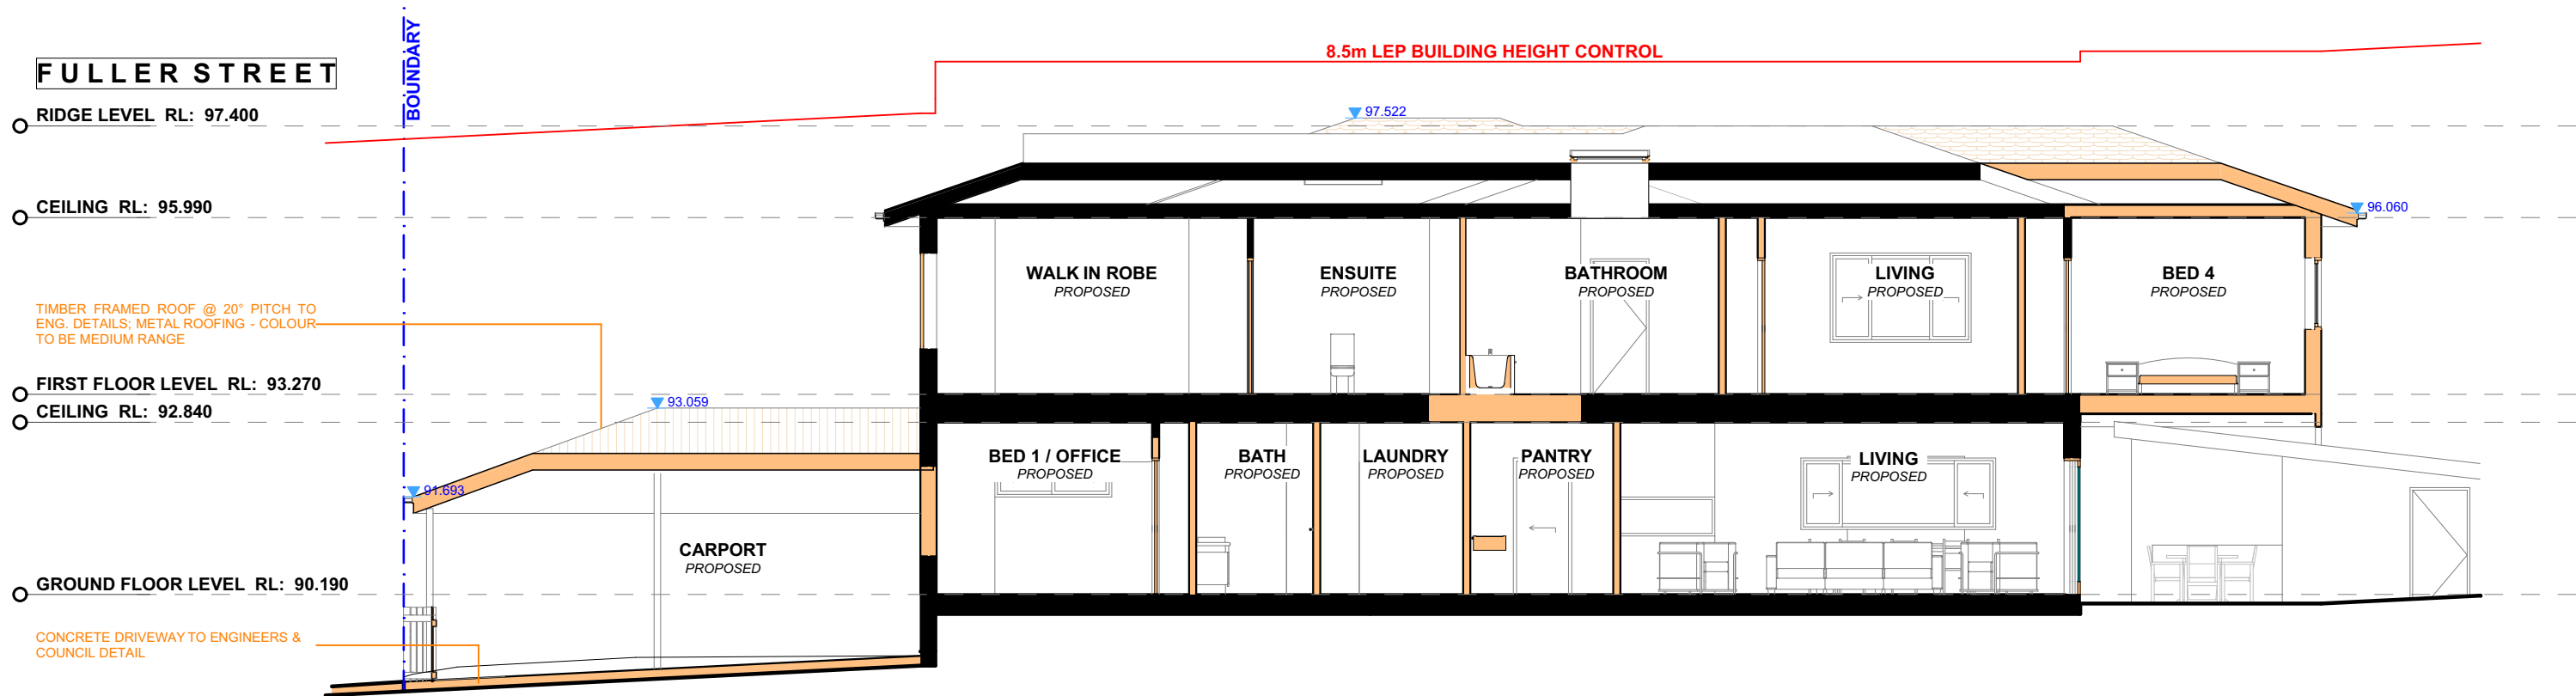 BOUNDARY
8.5m LEP BUILDING HEIGHT CONTROL
FULLER STREET
RIDGE LEVEL RL: 97.400
97.522
CEILING RL: 95.990
96.060
WALK IN ROBE
PROPOSED
ENSUITE
PROPOSED
BATHROOM
PROPOSED
LIVING
PROPOSED
BED 4
PROPOSED
TIMBER FRAMED ROOF @ 20° PITCH TO
ENG. DETAILS; METAL ROOFING - COLOUR
TO BE MEDIUM RANGE
FIRST FLOOR LEVEL RL: 93.270
93.059
CEILING RL: 92.840
BED 1 / OFFICE
PROPOSED
BATH
PROPOSED
LAUNDRY
PROPOSED
PANTRY
PROPOSED
LIVING
PROPOSED
91.693
CARPORT
PROPOSED
GROUND FLOOR LEVEL RL: 90.190
CONCRETE DRIVEWAY TO ENGINEERS &
COUNCIL DETAIL